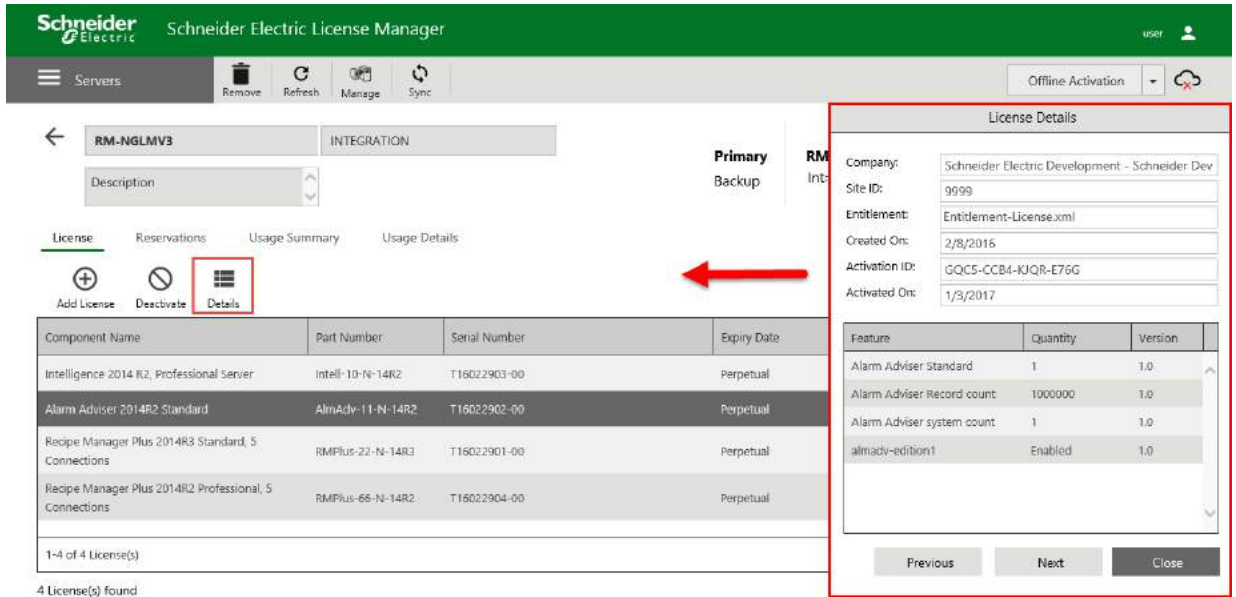 Schneider Electric
Schneider Electric License Manager
user
Servers
Remove
Refresh
Manage
Sync
Offline Activation
RM-NGLMV3
INTEGRATION
Description
Primary
Backup
RM
License
Reservations
Usage Summary
Usage Details
Add License
Deactivate
Details
Component Name Part Number Serial Number Expiry Date
Intelligence 2014 R2, Professional Server Intell-10-N-14R2 T16022903-00 Perpetual
Alarm Adviser 2014R2 Standard AlmAdv-11-N-14R2 T16022902-00 Perpetual
Recipe Manager Plus 2014R3 Standard, 5
Connections
RMPlus-22-N-14R3 T16022901-00 Perpetual
Recipe Manager Plus 2014R2 Professional, 5
Connections
RMPlus-66-N-14R2 T16022904-00 Perpetual
1-4 of 4 License(s)
4 License(s) found
License Details
Company: Schneider Electric Development - Schneider Dev
Site ID: 9999
Entitlement: Entitlement-License.xml
Created On: 2/8/2016
Activation ID: GQC5-CCB4-KJQR-E76G
Activated On: 1/3/2017
Feature Quantity Version
Alarm Adviser Standard 1 1.0
Alarm Adviser Record count 1000000 1.0
Alarm Adviser system count 1 1.0
almadv-edition1 Enabled 1.0
Previous
Next
Close